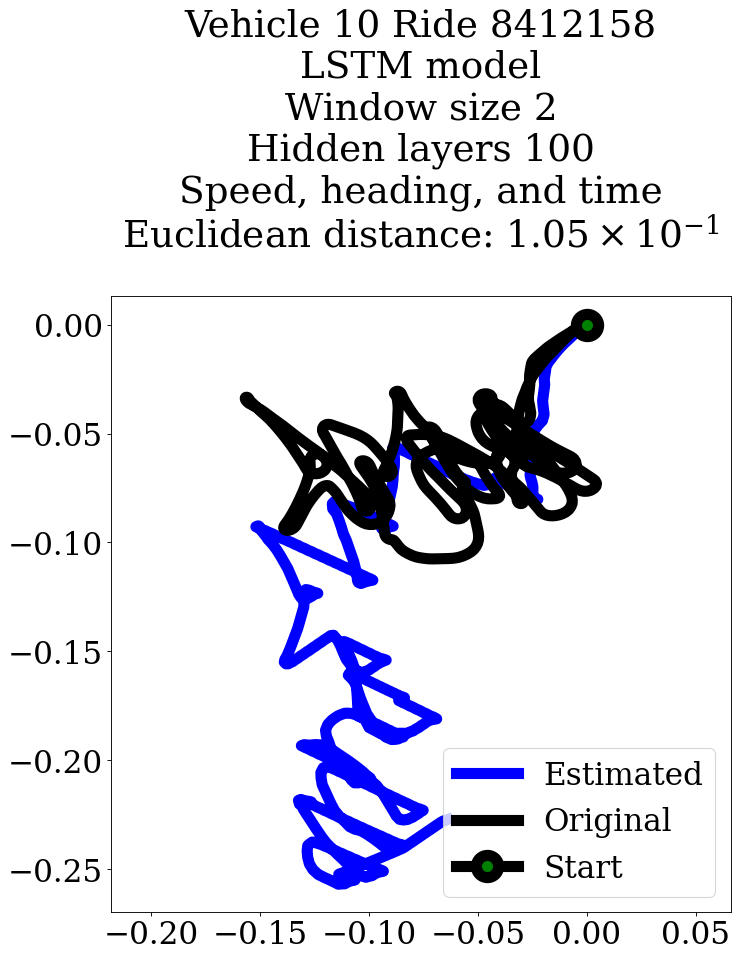 Vehicle 10 Ride 8412158
LSTM model
Window size 2
Hidden layers 100
Speed, heading, and time
Euclidean distance: 1.05 × 10⁻¹
0.00
−0.05
−0.10
−0.15
−0.20
−0.25
Estimated
Original
Start
−0.20 −0.15 −0.10 −0.05 0.00 0.05